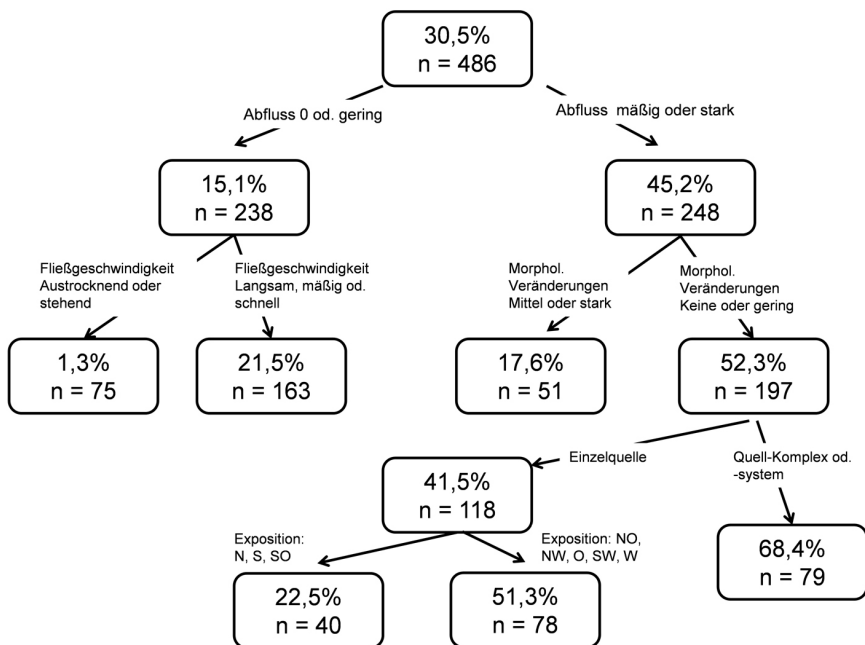 30,5%
n = 486
Abfluss 0 od. gering
Abfluss mäßig oder stark
15,1%
n = 238
45,2%
n = 248
Fließgeschwindigkeit
Austrocknend oder
stehend
Fließgeschwindigkeit
Langsam, mäßig od.
schnell
Morphol.
Veränderungen
Mittel oder stark
Morphol.
Veränderungen
Keine oder gering
1,3%
n = 75
21,5%
n = 163
17,6%
n = 51
52,3%
n = 197
Einzelquelle
Quell-Komplex od.
-system
41,5%
n = 118
Exposition:
N, S, SO
Exposition: NO,
NW, O, SW, W
68,4%
n = 79
22,5%
n = 40
51,3%
n = 78